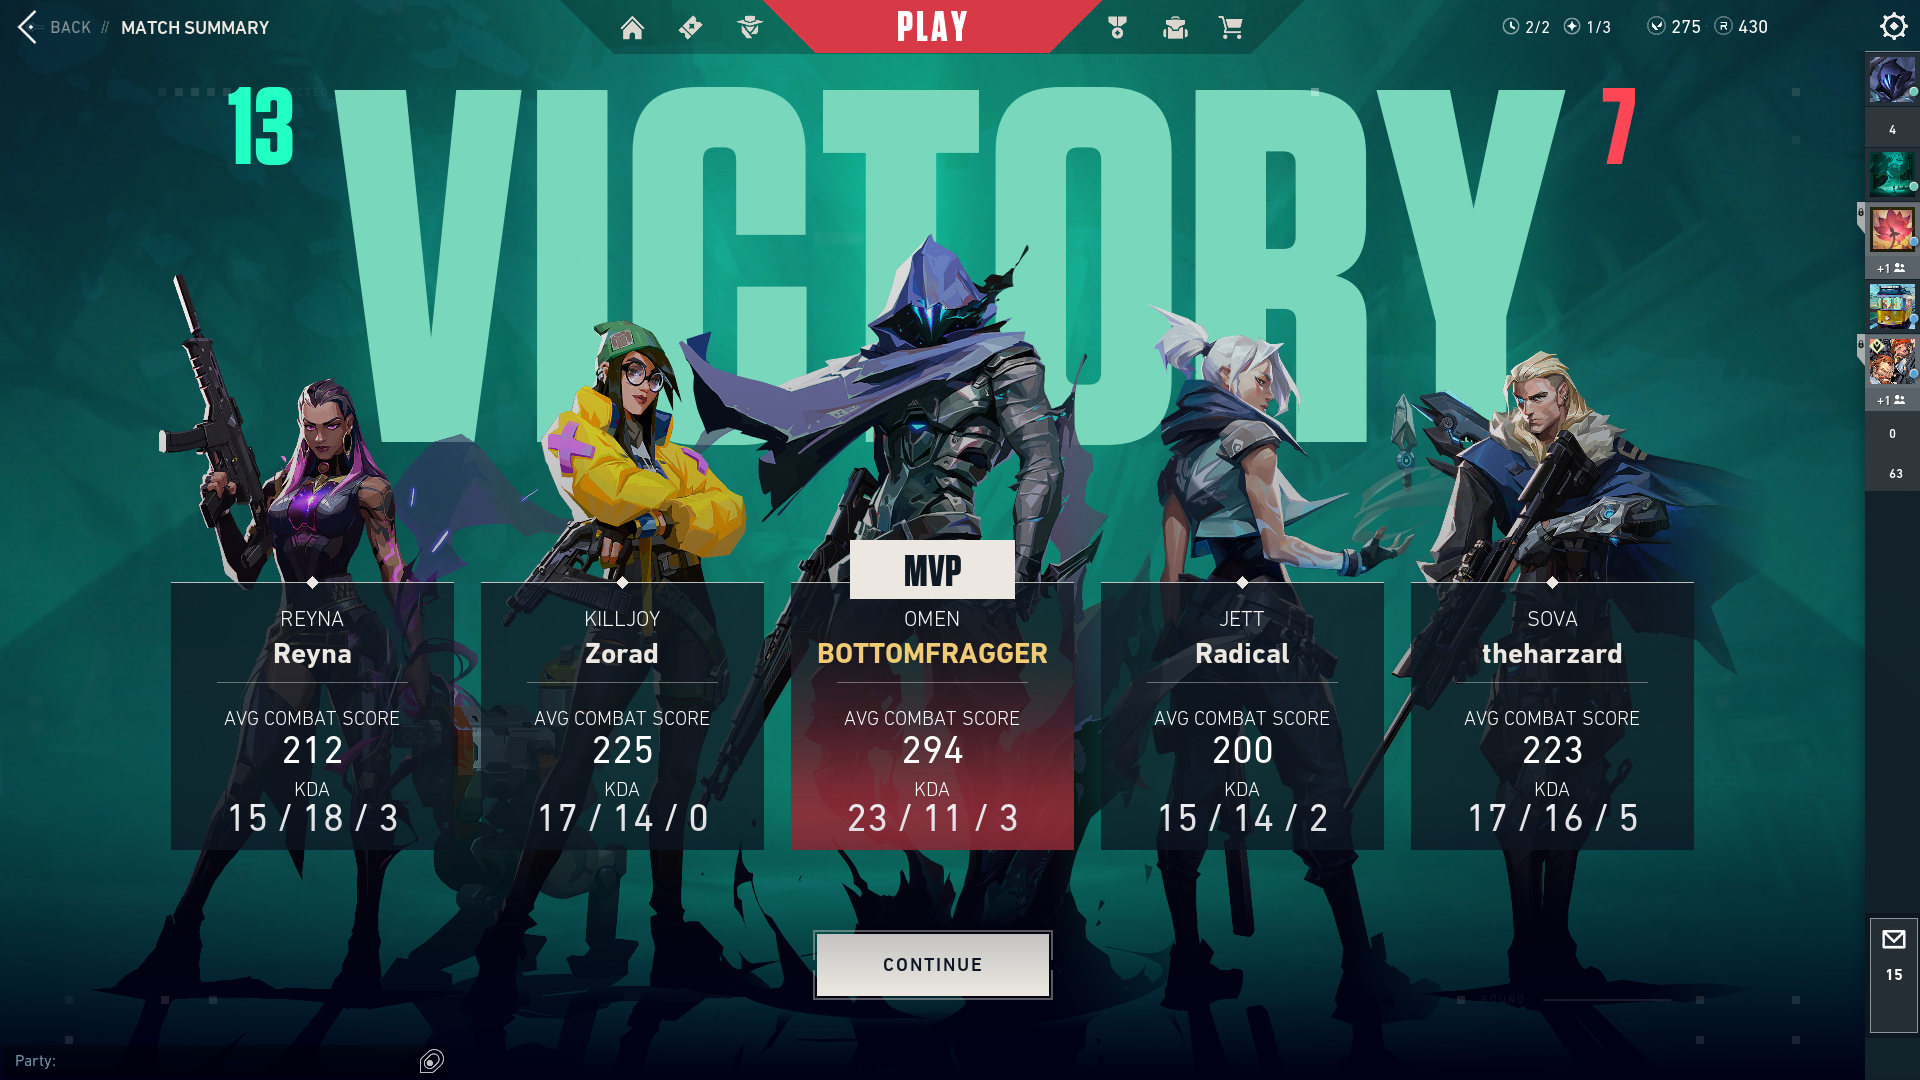 BACK // MATCH SUMMARY
PLAY
2/2 1/3 275 430
13 VICTORY 7
4
+1
+1
0
63
MVP
REYNA
Reyna
AVG COMBAT SCORE
212
KDA
15 / 18 / 3
KILLJOY
Zorad
AVG COMBAT SCORE
225
KDA
17 / 14 / 0
OMEN
BOTTOMFRAGGER
AVG COMBAT SCORE
294
KDA
23 / 11 / 3
JETT
Radical
AVG COMBAT SCORE
200
KDA
15 / 14 / 2
SOVA
theharzard
AVG COMBAT SCORE
223
KDA
17 / 16 / 5
CONTINUE
15
ROUND
Party: